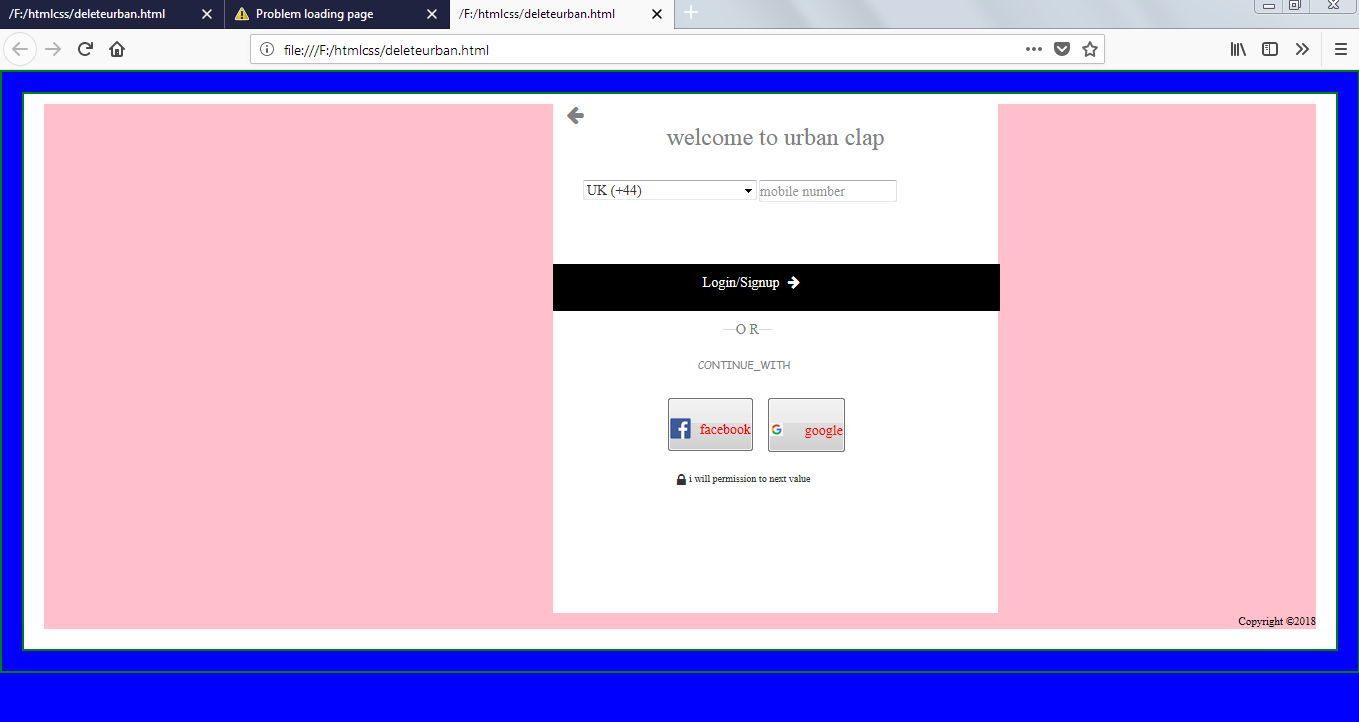 /F:/htmlcss/deleteurban.html
Problem loading page
/F:/htmlcss/deleteurban.html
file:///F:/htmlcss/deleteurban.html
welcome to urban clap
UK (+44)
mobile number
Login/Signup
—O R—
CONTINUE_WITH
facebook
google
i will permission to next value
Copyright ©2018